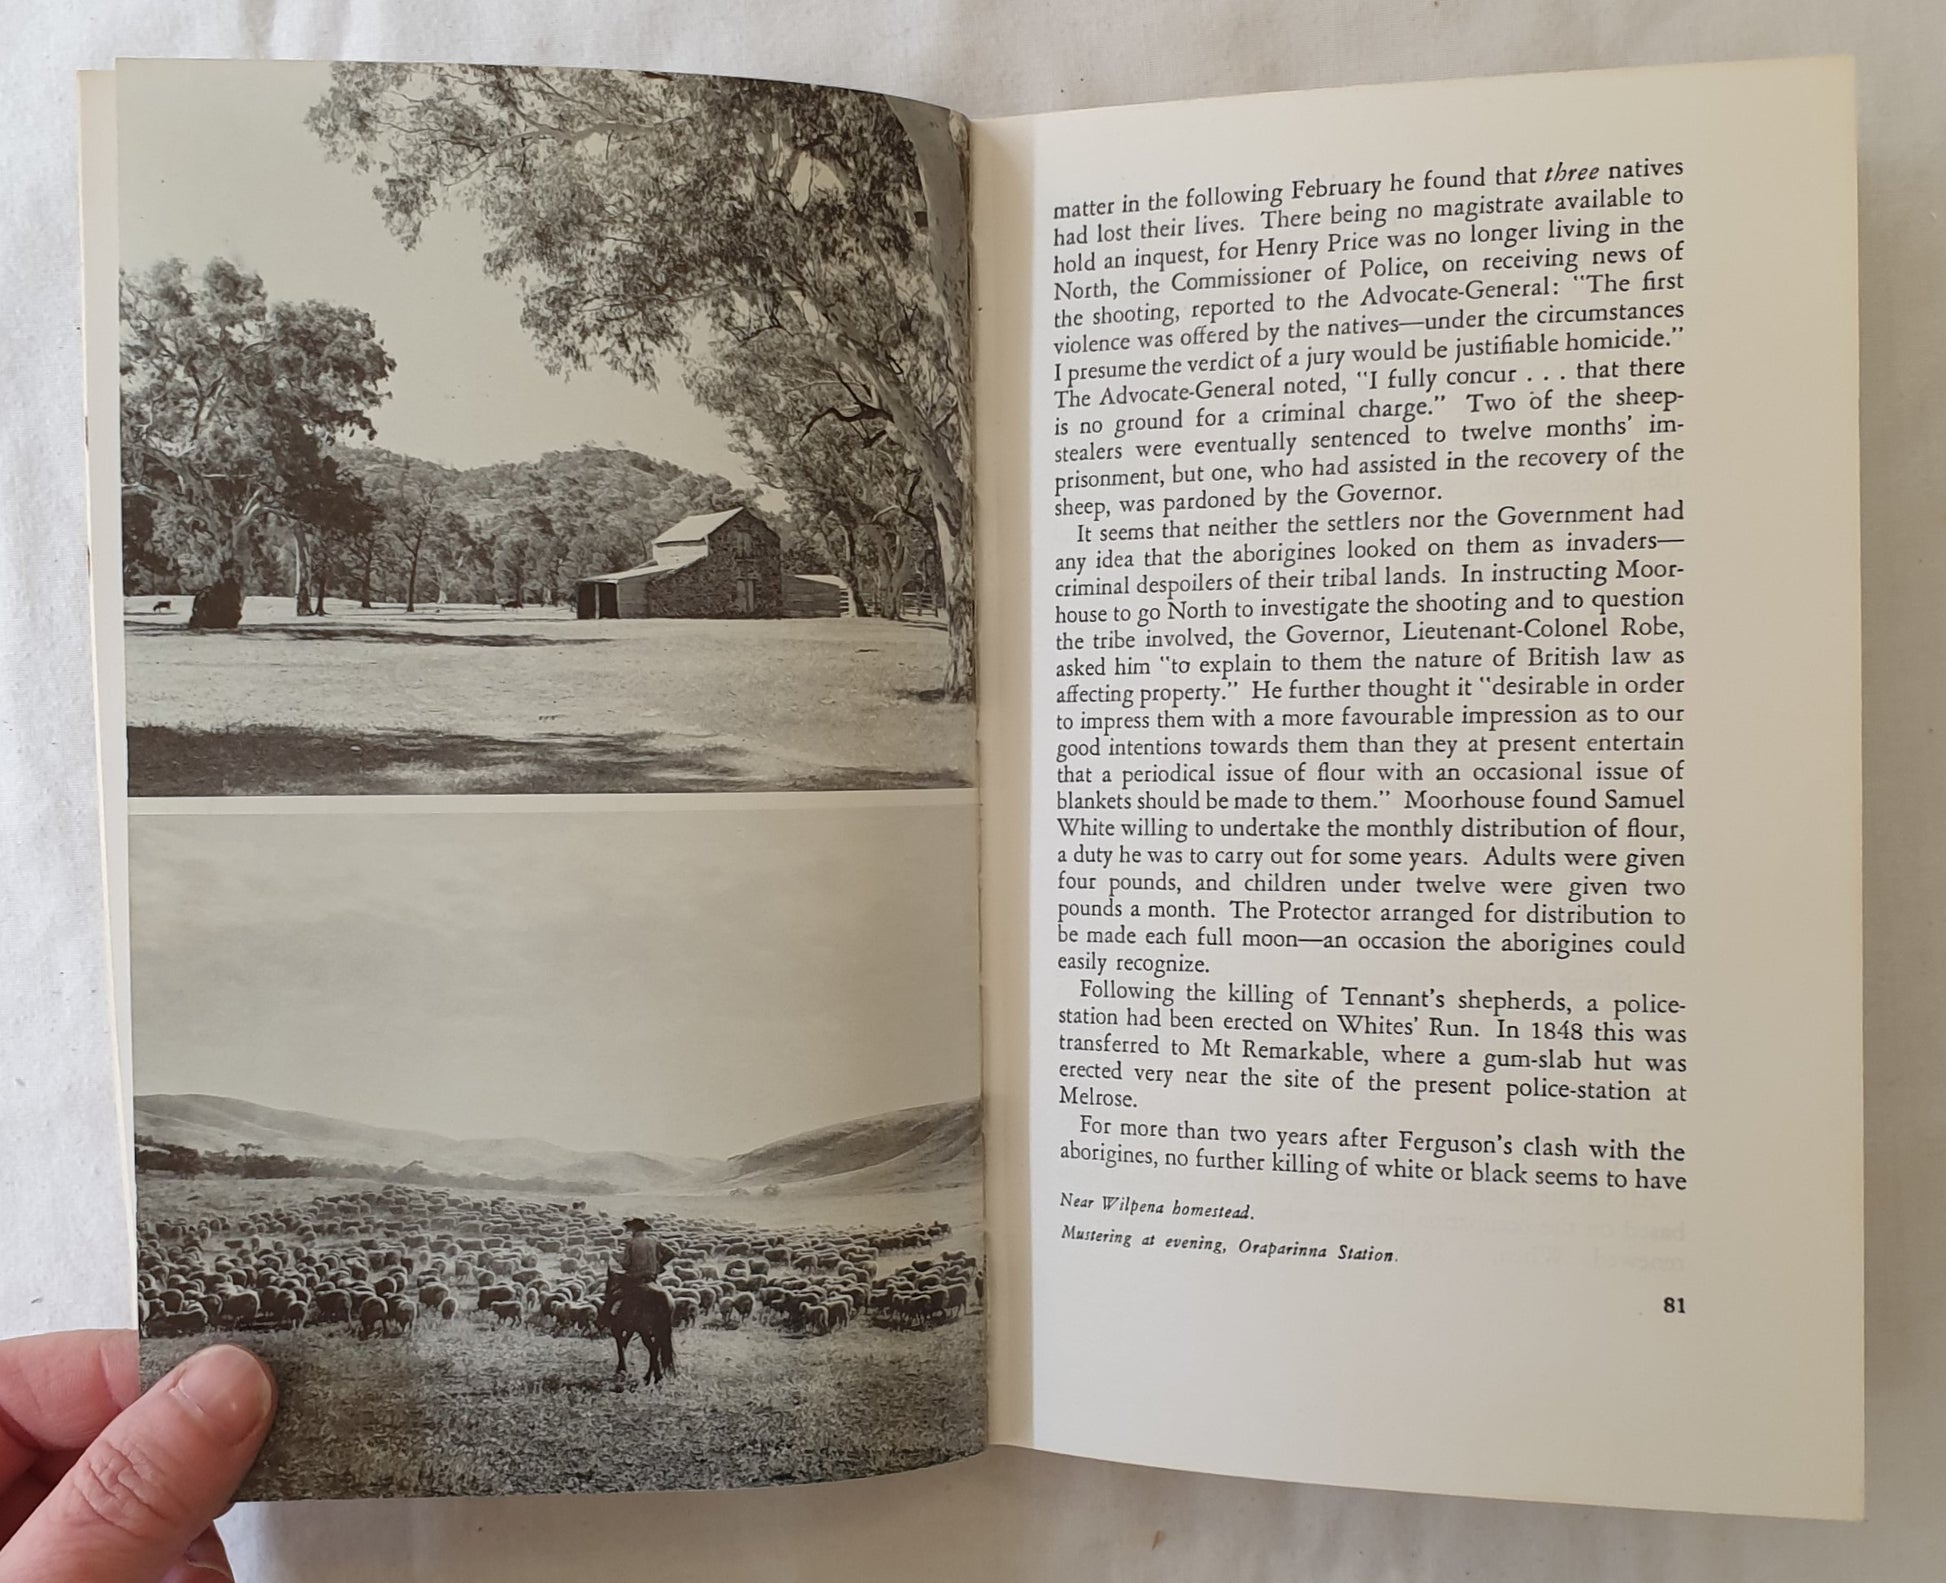 matter in the following February he found that three natives
had lost their lives. There being no magistrate available to
hold an inquest, for Henry Price was no longer living in the
North, the Commissioner of Police, on receiving news of
the shooting, reported to the Advocate-General: "The first
violence was offered by the natives—under the circumstances
I presume the verdict of a jury would be justifiable homicide."
The Advocate-General noted, "I fully concur . . . that there
is no ground for a criminal charge." Two of the sheep-
stealers were eventually sentenced to twelve months' im-
prisonment, but one, who had assisted in the recovery of the
sheep, was pardoned by the Governor.
It seems that neither the settlers nor the Government had
any idea that the aborigines looked on them as invaders—
criminal despoilers of their tribal lands. In instructing Moor-
house to go North to investigate the shooting and to question
the tribe involved, the Governor, Lieutenant-Colonel Robe,
asked him "to explain to them the nature of British law as
affecting property." He further thought it "desirable in order
to impress them with a more favourable impression as to our
good intentions towards them than they at present entertain
that a periodical issue of flour with an occasional issue of
blankets should be made to them." Moorhouse found Samuel
White willing to undertake the monthly distribution of flour,
a duty he was to carry out for some years. Adults were given
four pounds, and children under twelve were given two
pounds a month. The Protector arranged for distribution to
be made each full moon—an occasion the aborigines could
easily recognize.
Following the killing of Tennant's shepherds, a police-
station had been erected on Whites' Run. In 1848 this was
transferred to Mt Remarkable, where a gum-slab hut was
erected very near the site of the present police-station at
Melrose.
For more than two years after Ferguson's clash with the
aborigines, no further killing of white or black seems to have
Near Wilpena homestead.
Mustering at evening, Oraparinna Station.
81